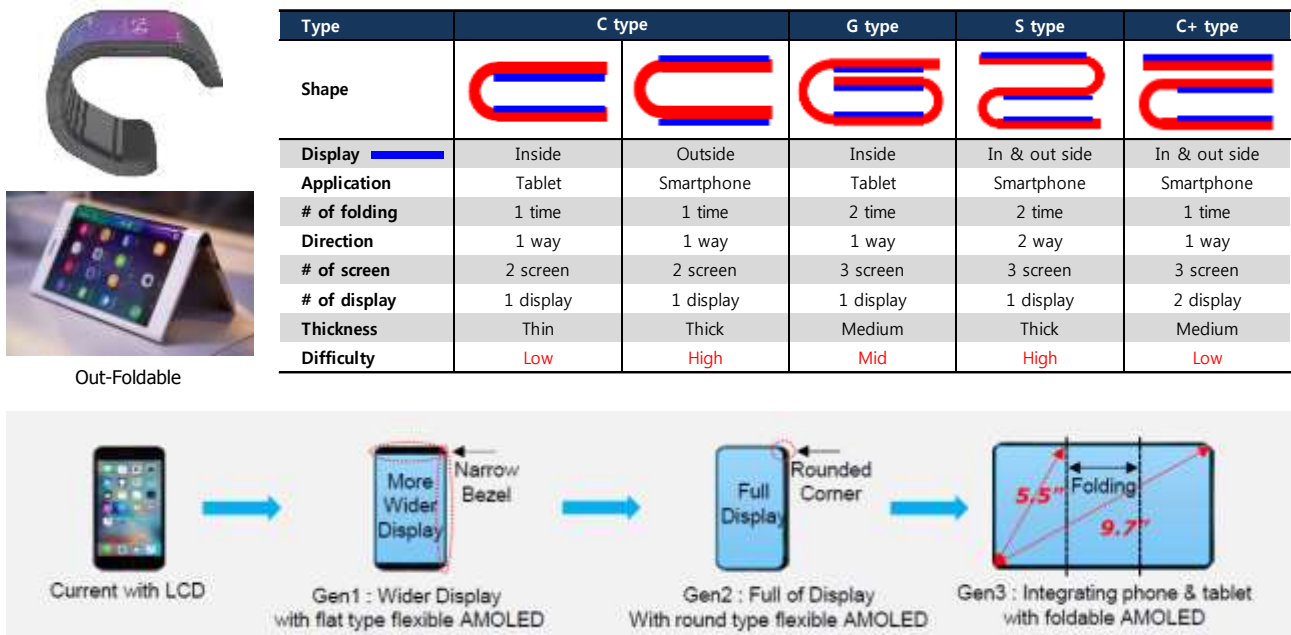 Type C type G type S type C+ type
Shape
Display Inside Outside Inside In & out side In & out side
Application Tablet Smartphone Tablet Smartphone Smartphone
# of folding 1 time 1 time 2 time 2 time 1 time
Direction 1 way 1 way 1 way 2 way 1 way
# of screen 2 screen 2 screen 3 screen 3 screen 3 screen
# of display 1 display 1 display 1 display 1 display 2 display
Thickness Thin Thick Medium Thick Medium
Difficulty Low High Mid High Low
Out-Foldable
More
Wider
Display
Narrow
Bezel
Full
Display
Rounded
Corner
5.5"
Folding
9.7"
Current with LCD
Gen1 : Wider Display
with flat type flexible AMOLED
Gen2 : Full of Display
With round type flexible AMOLED
Gen3 : Integrating phone & tablet
with foldable AMOLED